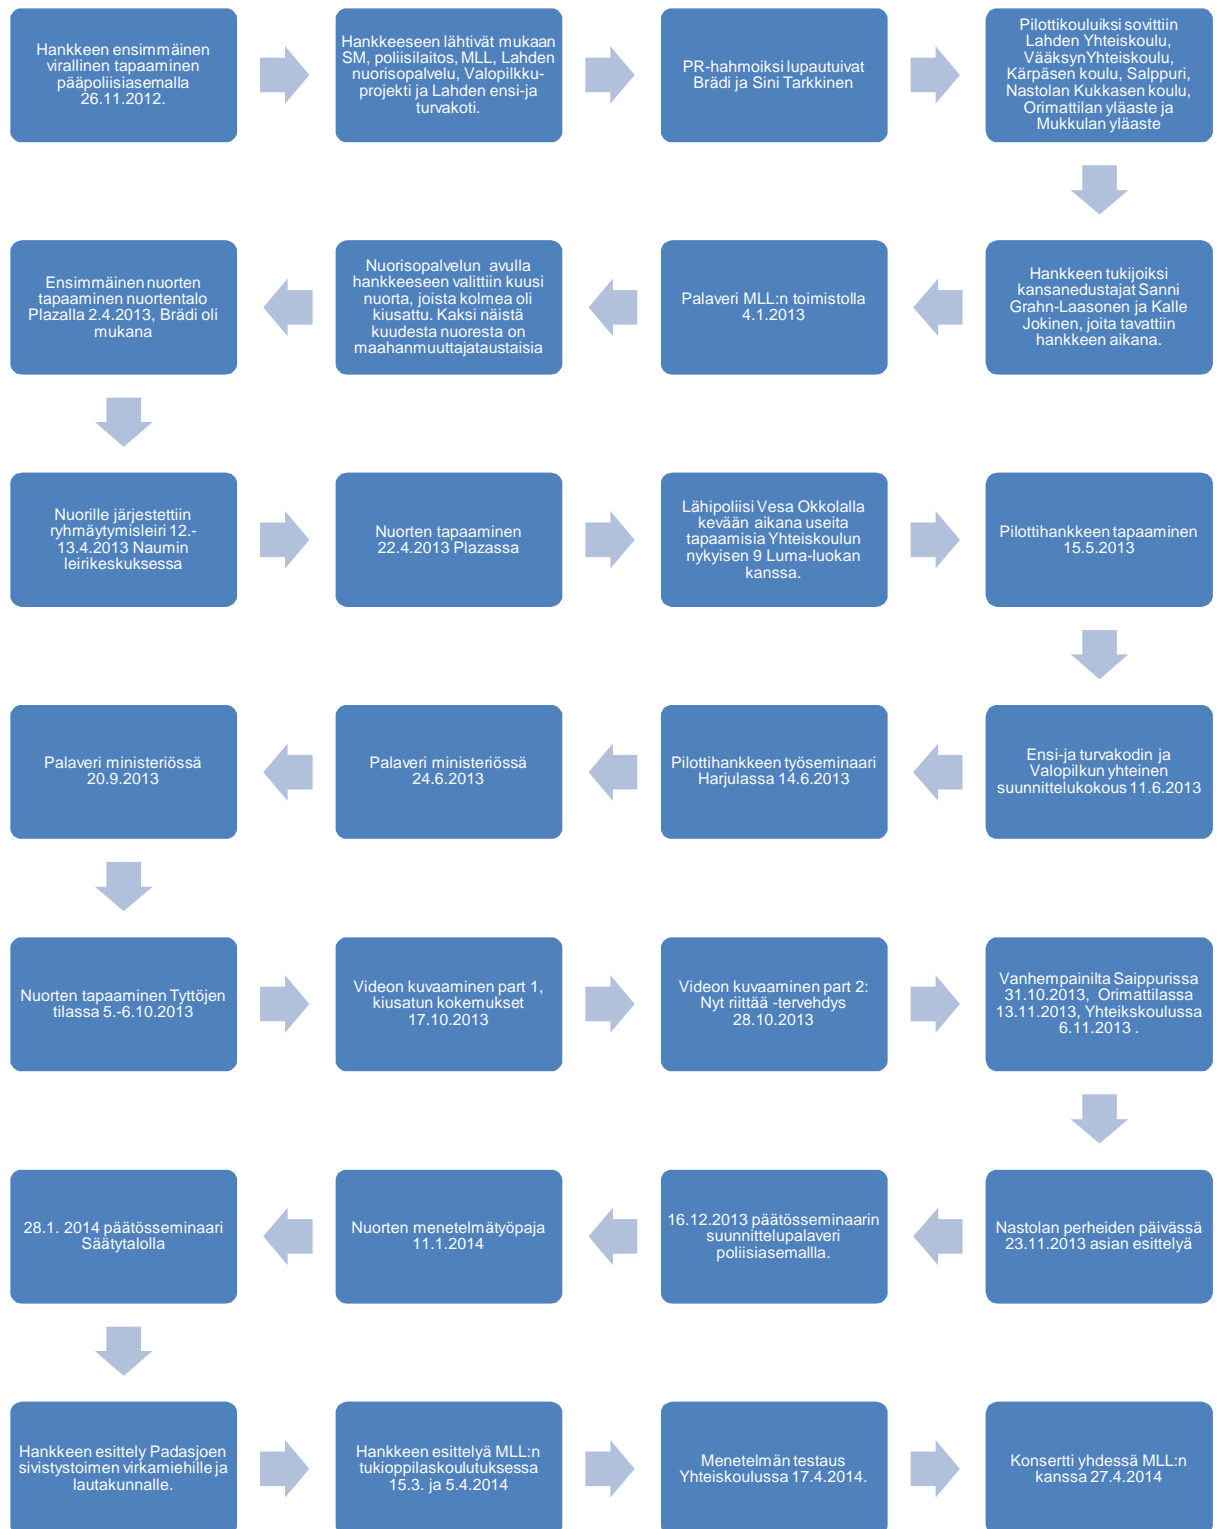 Hankkeen ensimmäinen
virallinen tapaaminen
pääpoliisiasemalla
26.11.2012.
Hankkeeseen lähtivät mukaan
SM, poliisilaitos, MLL, Lahden
nuorisopalvelu, Valopilkku-
projekti ja Lahden ensi-ja
turvakoti.
PR-hahmoiksi lupautuivat
Brädi ja Sini Tarkkinen
Pilottikouluiksi sovittiin
Lahden Yhteiskoulu,
VääksynYhteiskoulu,
Kärpäsen koulu, Salppuri,
Nastolan Kukkasen koulu,
Orimattilan yläaste ja
Mukkulan yläaste
Hankkeen tukijoiksi
kansanedustajat Sanni
Grahn-Laasonen ja Kalle
Jokinen, joita tavattiin
hankkeen aikana.
Palaveri MLL:n toimistolla
4.1.2013
Nuorisopalvelun avulla
hankkeeseen valittiin kuusi
nuorta, joista kolmea oli
kiusattu. Kaksi näistä
kuudesta nuoresta on
maahanmuuttajataustaisia
Ensimmäinen nuorten
tapaaminen nuortentalo
Plazalla 2.4.2013, Brädi oli
mukana
Nuorille järjestettiin
ryhmäytymisleiri 12.-
13.4.2013 Naumin
leirikeskuksessa
Nuorten tapaaminen
22.4.2013 Plazassa
Lähipoliisi Vesa Okkolalla
kevään aikana useita
tapaamisia Yhteiskoulun
nykyisen 9 Luma-luokan
kanssa.
Pilottihankkeen tapaaminen
15.5.2013
Ensi-ja turvakodin ja
Valopilkun yhteinen
suunnittelukokous 11.6.2013
Pilottihankkeen työseminaari
Harjulassa 14.6.2013
Palaveri ministeriössä
24.6.2013
Palaveri ministeriössä
20.9.2013
Nuorten tapaaminen Tyttöjen
tilassa 5.-6.10.2013
Videon kuvaaminen part 1,
kiusatun kokemukset
17.10.2013
Videon kuvaaminen part 2:
Nyt riittää -tervehdys
28.10.2013
Vanhempainilta Saippurissa
31.10.2013, Orimattilassa
13.11.2013, Yhteikskoulussa
6.11.2013 .
Nastolan perheiden päivässä
23.11.2013 asian esittelyä
16.12.2013 päätösseminaarin
suunnittelupalaveri
poliisiasemallla.
Nuorten menetelmätyöpaja
11.1.2014
28.1. 2014 päätösseminaari
Säätytalolla
Hankkeen esittely Padasjoen
sivistystoimen virkamiehille ja
lautakunnalle.
Hankkeen esittelyä MLL:n
tukioppilaskoulutuksessa
15.3. ja 5.4.2014
Menetelmän testaus
Yhteiskoulussa 17.4.2014.
Konsertti yhdessä MLL:n
kanssa 27.4.2014